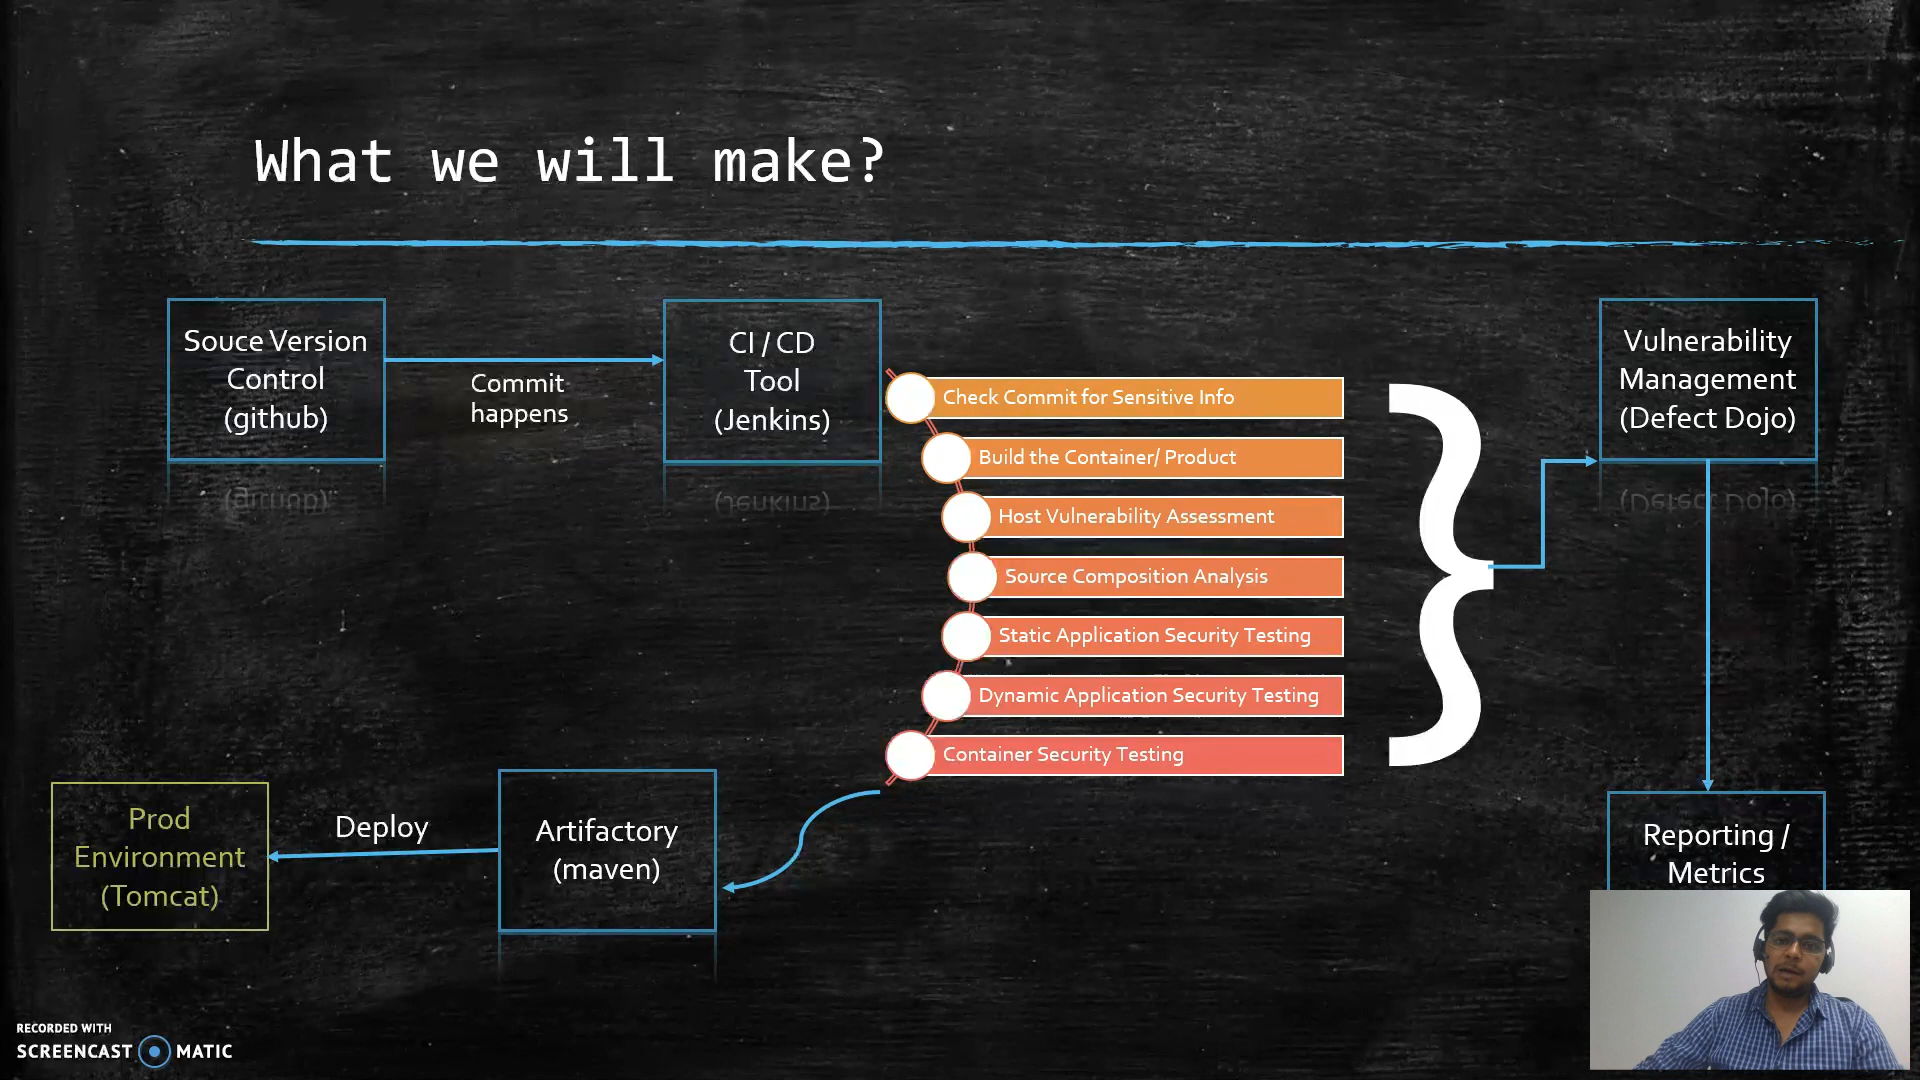 What we will make?
Souce Version
Control
(github)
Commit
happens
CI / CD
Tool
(Jenkins)
Check Commit for Sensitive Info
Build the Container/ Product
Host Vulnerability Assessment
Source Composition Analysis
Static Application Security Testing
Dynamic Application Security Testing
Container Security Testing
Vulnerability
Management
(Defect Dojo)
Reporting /
Metrics
Artifactory
(maven)
Deploy
Prod
Environment
(Tomcat)
RECORDED WITH
SCREENCAST MATIC